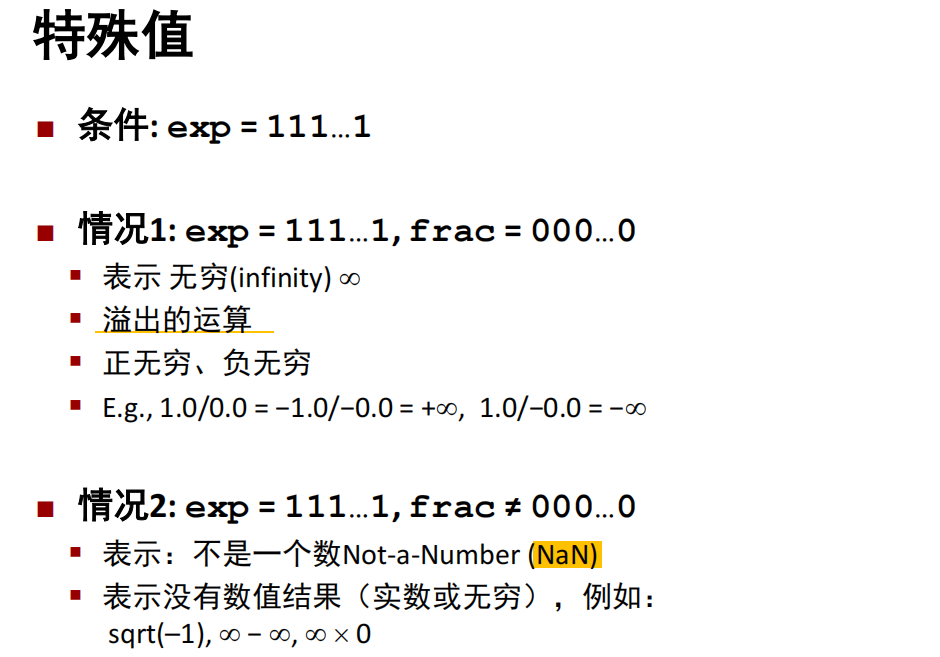 特殊值
条件: exp = 111…1
情况1: exp = 111…1, frac = 000…0
表示 无穷(infinity) ∞
溢出的运算
正无穷、负无穷
E.g., 1.0/0.0 = −1.0/−0.0 = +∞, 1.0/−0.0 = −∞
情况2: exp = 111…1, frac ≠ 000…0
表示：不是一个数Not-a-Number (NaN)
表示没有数值结果（实数或无穷），例如：
sqrt(–1), ∞ − ∞, ∞ × 0